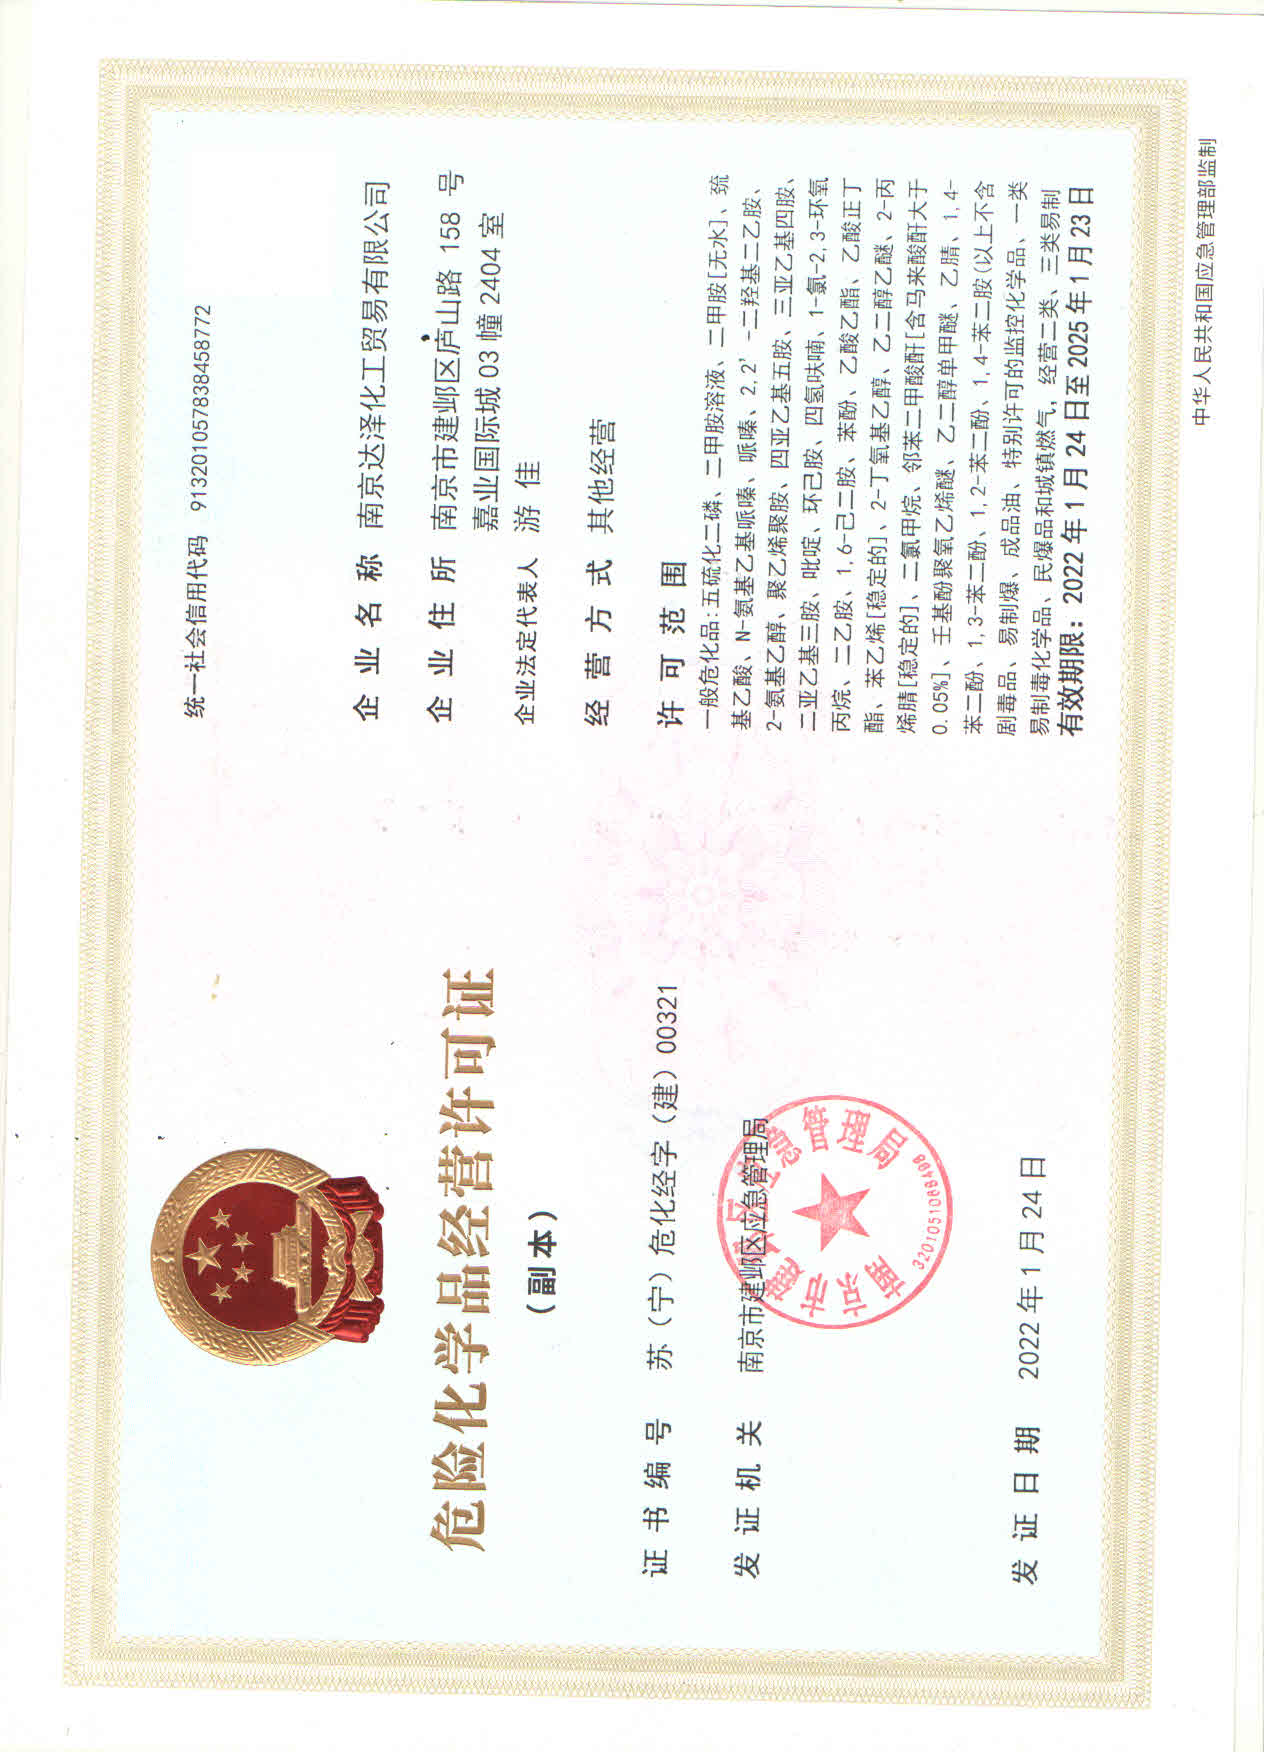 危险化学品经营许可证
（副本）
证书编号 苏（宁）危化经字（建）00321
发证机关 南京市建邺区应急管理局
3201051088408
发证日期 2022年1月24日
统一社会信用代码 913201057838458772
企业名称 南京达泽化工贸易有限公司
企业住所 南京市建邺区庐山路 158 号
嘉业国际城 03 幢 2404 室
企业法定代表人 游 佳
经营方式 其他经营
许可范围
一般危化品:五硫化二磷、二甲胺溶液、二甲胺[无水]、巯
基乙酸、N-氨基乙基哌嗪、哌嗪、2,2'-二羟基二乙胺、
2-氨基乙醇、聚乙烯聚胺、四亚乙基五胺、三亚乙基四胺、
二亚乙基三胺、吡啶、环己胺、四氢呋喃、1-氯-2,3-环氧
丙烷、二乙胺、1,6-己二胺、苯酚、乙酸乙酯、乙酸正丁
酯、苯乙烯[稳定的]、2-丁氧基乙醇、乙二醇乙醚、2-丙
烯腈[稳定的]、二氯甲烷、邻苯二甲酸酐[含马来酸酐大于
0.05%]、壬基酚聚氧乙烯醚、乙二醇单甲醚、乙腈、1,4-
苯二酚、1,3-苯二酚、1,2-苯二酚、1,4-苯二胺(以上不含
剧毒品、易制爆、成品油、特别许可的监控化学品、一类
易制毒化学品、民爆品和城镇燃气，经营二类、三类易制
有效期限：2022年1月24日至2025年1月23日
中华人民共和国应急管理部监制